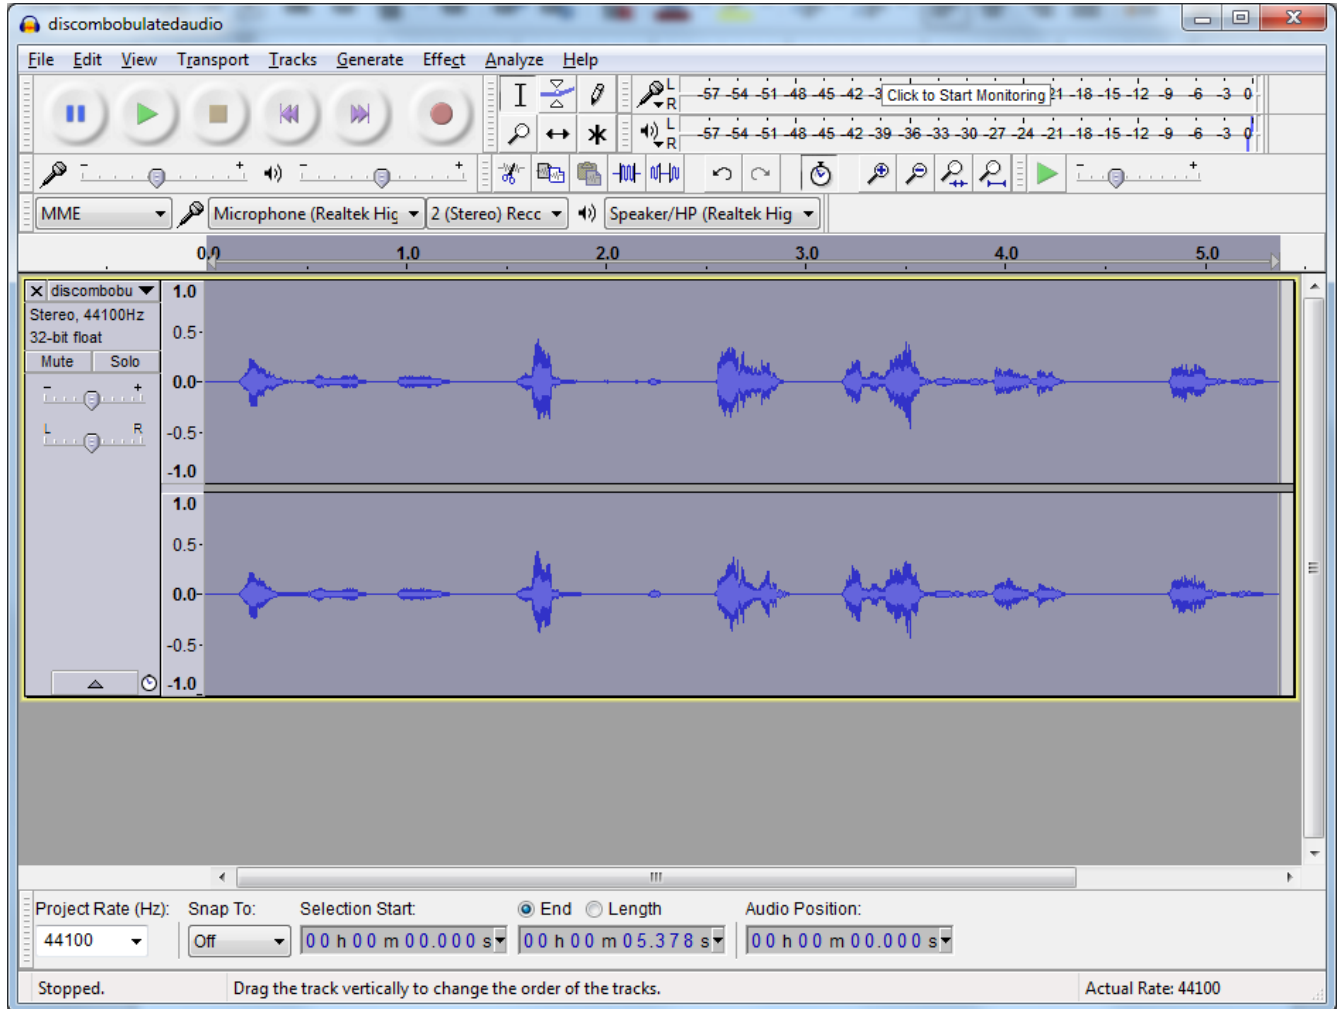 discombobulatedaudio
File Edit View Transport Tracks Generate Effect Analyze Help
L R -57 -54 -51 -48 -45 -42 -3 Click to Start Monitoring 21 -18 -15 -12 -9 -6 -3 0
L R -57 -54 -51 -48 -45 -42 -39 -36 -33 -30 -27 -24 -21 -18 -15 -12 -9 -6 -3 0
- + - + - +
MME Microphone (Realtek Hig 2 (Stereo) Recc Speaker/HP (Realtek Hig
0.0 1.0 2.0 3.0 4.0 5.0
X discombobu 1.0
Stereo, 44100Hz
32-bit float 0.5
Mute Solo
- + 0.0
L R -0.5
-1.0
1.0
0.5
0.0
-0.5
-1.0
Project Rate (Hz): Snap To: Selection Start: End Length Audio Position:
44100 Off 00 h 00 m 00.000 s 00 h 00 m 05.378 s 00 h 00 m 00.000 s
Stopped. Drag the track vertically to change the order of the tracks. Actual Rate: 44100